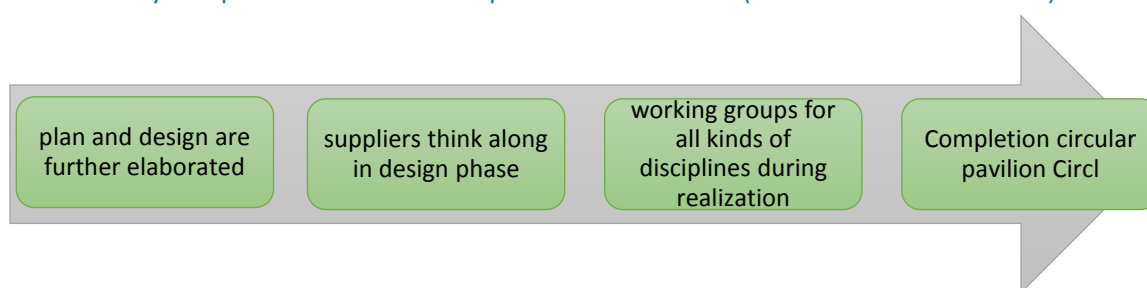 plan and design are
further elaborated
suppliers think along
in design phase
working groups for
all kinds of
disciplines during
realization
Completion circular
pavilion Circl